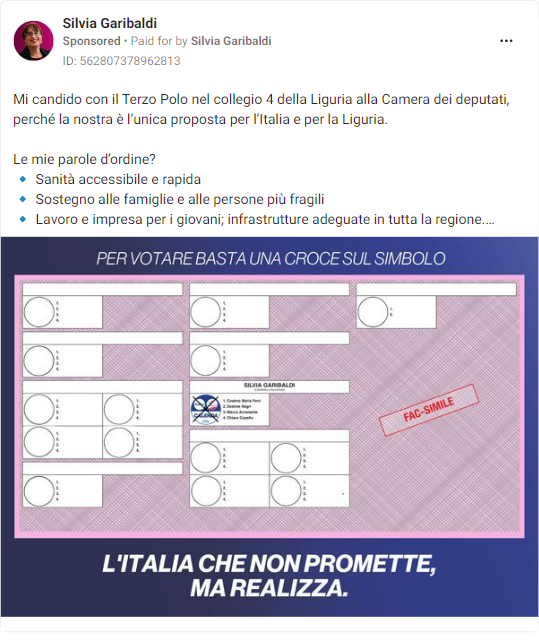 Silvia Garibaldi
Sponsored • Paid for by Silvia Garibaldi
ID: 562807378962813
Mi candido con il Terzo Polo nel collegio 4 della Liguria alla Camera dei deputati,
perché la nostra è l'unica proposta per l'Italia e per la Liguria.
Le mie parole d'ordine?
Sanità accessibile e rapida
Sostegno alle famiglie e alle persone più fragili
Lavoro e impresa per i giovani; infrastrutture adeguate in tutta la regione....
PER VOTARE BASTA UNA CROCE SUL SIMBOLO
SILVIA GARIBALDI
CALENDA
1. Cosimo Maria Ferri
2. Desiree Negri
3. Mauro Avvenente
4. Chiara Cepollo
FAC-SIMILE
L'ITALIA CHE NON PROMETTE,
MA REALIZZA.